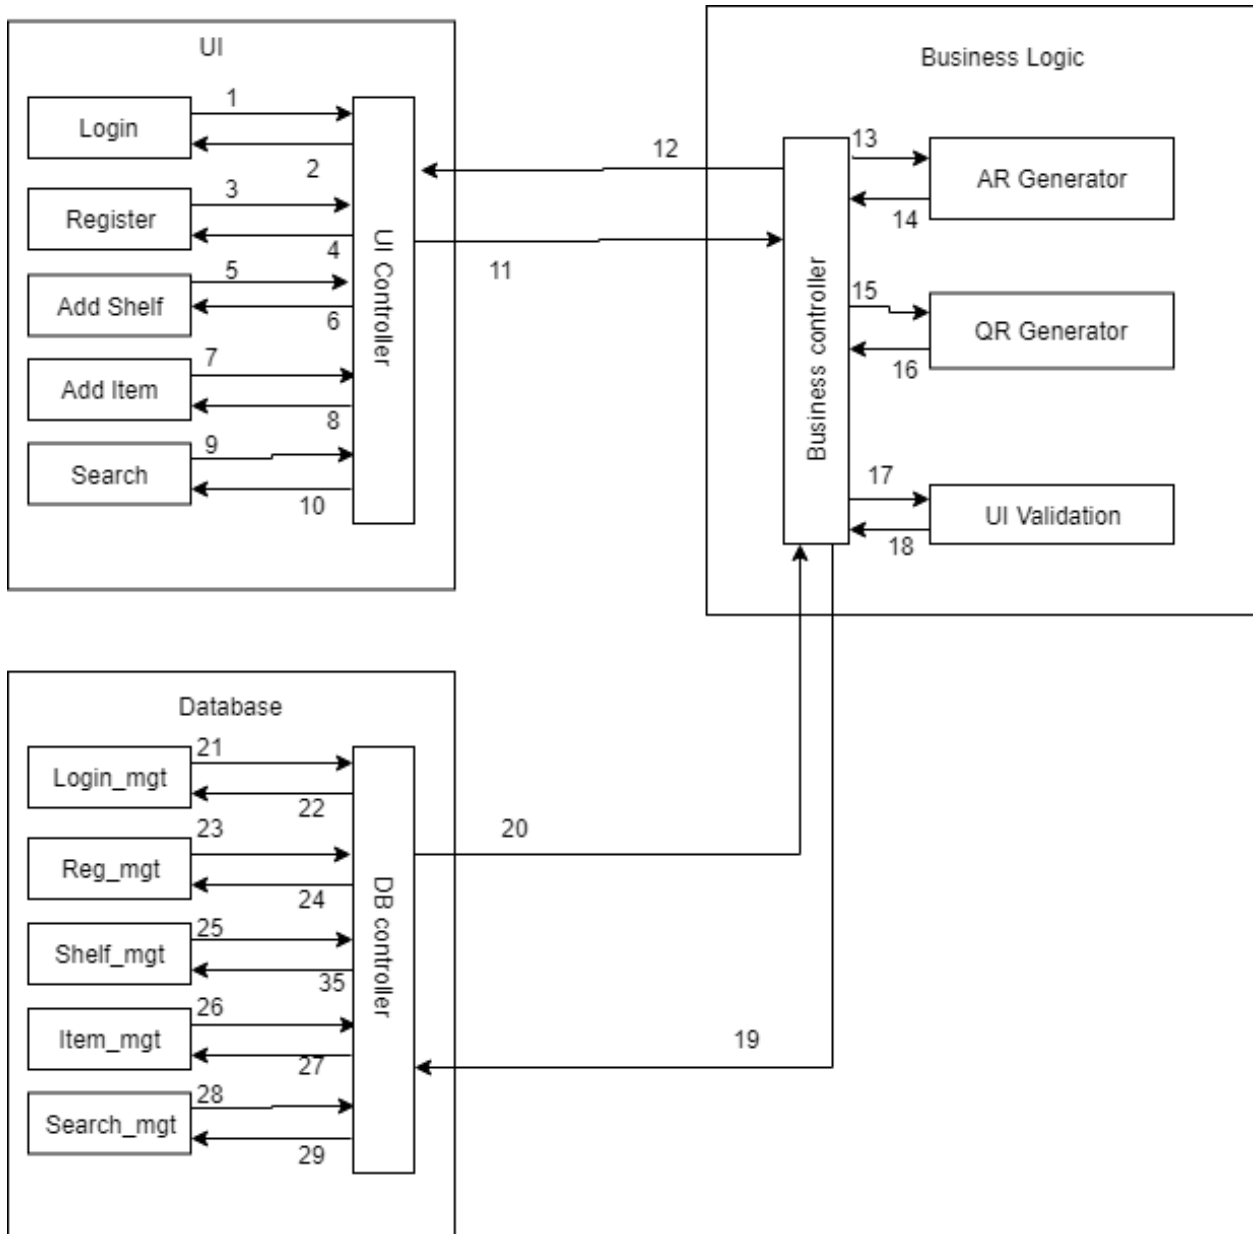 UI
Login
1
2
Register
3
4
Add Shelf
5
6
Add Item
7
8
Search
9
10
UI Controller
12
11
Business Logic
Business controller
13
AR Generator
14
15
QR Generator
16
17
UI Validation
18
Database
Login_mgt
21
22
Reg_mgt
23
24
Shelf_mgt
25
35
Item_mgt
26
27
Search_mgt
28
29
DB controller
20
19